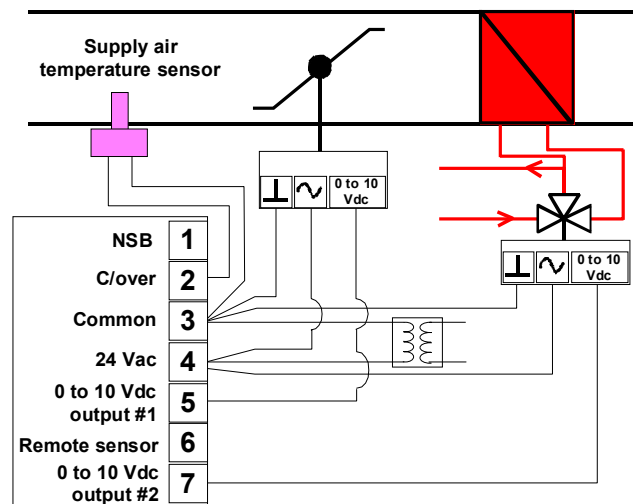 Supply air
temperature sensor
0 to 10
Vdc
0 to 10
Vdc
NSB 1
C/over 2
Common 3
24 Vac 4
0 to 10 Vdc
output #1 5
Remote sensor 6
0 to 10 Vdc
output #2 7